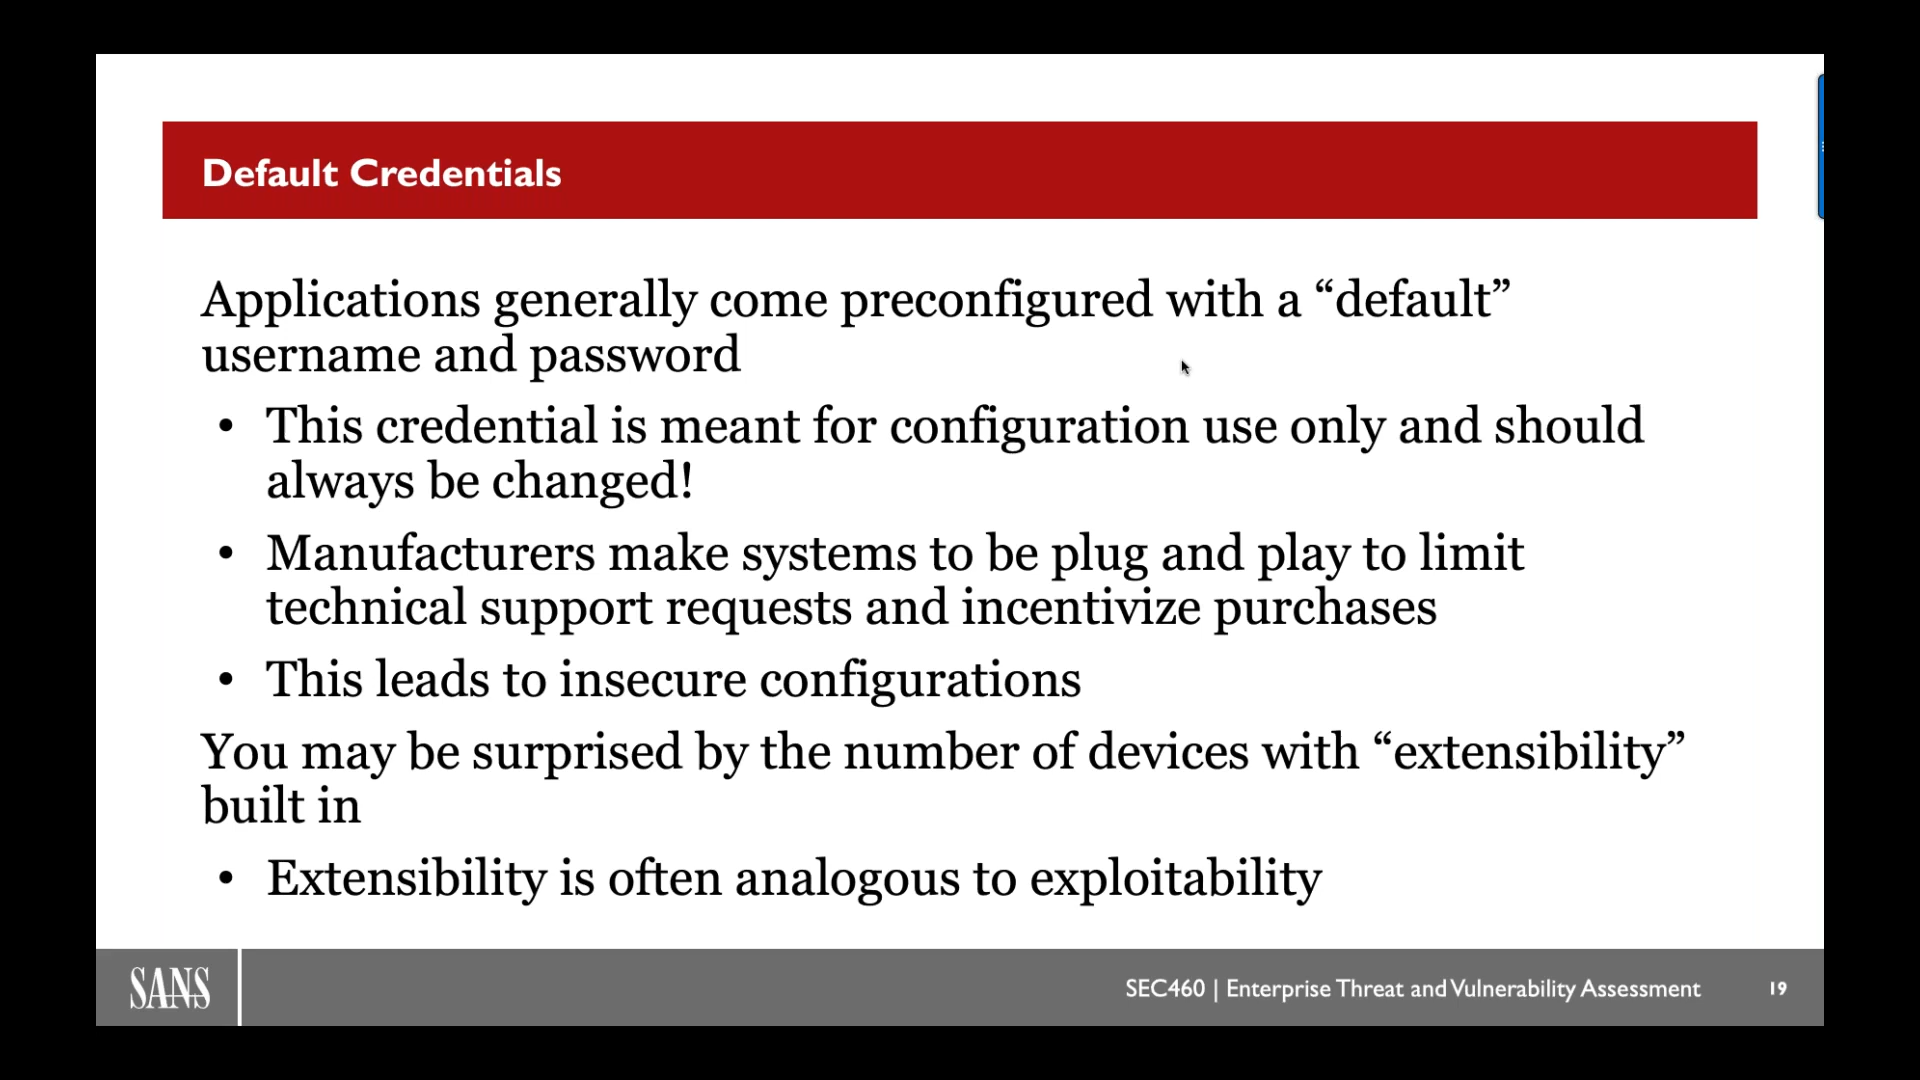 Default Credentials
Applications generally come preconfigured with a “default”
username and password
• This credential is meant for configuration use only and should
always be changed!
• Manufacturers make systems to be plug and play to limit
technical support requests and incentivize purchases
• This leads to insecure configurations
You may be surprised by the number of devices with “extensibility”
built in
• Extensibility is often analogous to exploitability
SANS
SEC460 | Enterprise Threat and Vulnerability Assessment
19